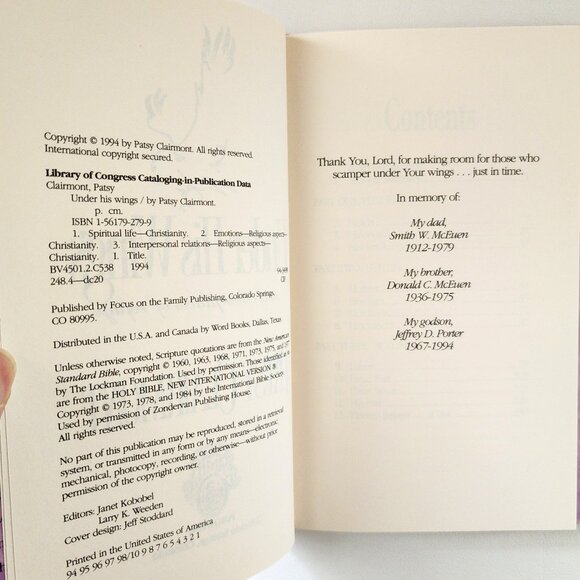 Copyright © 1994 by Patsy Clairmont. All rights reserved.
International copyright secured.
Library of Congress Cataloging-in-Publication Data
Clairmont, Patsy
Under his wings / by Patsy Clairmont.
p. cm.
ISBN 1-56179-279-9
1. Spiritual life—Christianity. 2. Emotions—Religious aspects—
Christianity. 3. Interpersonal relations—Religious aspects—
Christianity. I. Title.
BV4501.2.C538 1994
248.4—dc20
CIP
Published by Focus on the Family Publishing, Colorado Springs,
CO 80995.
Distributed in the U.S.A. and Canada by Word Books, Dallas, Texas.
Unless otherwise noted, Scripture quotations are from the New American
Standard Bible, copyright © 1960, 1963, 1968, 1971, 1973, 1975, and 1977
by The Lockman Foundation. Used by permission. Those identified as
are from the HOLY BIBLE, NEW INTERNATIONAL VERSION ®.
Copyright © 1973, 1978, and 1984 by the International Bible Society.
Used by permission of Zondervan Publishing House.
All rights reserved.
No part of this publication may be reproduced, stored in a retrieval
system, or transmitted in any form or by any means—electronic
mechanical, photocopy, recording, or otherwise—without prior
permission of the copyright owner.
Editors: Janet Kobobel
Larry K. Weeden
Cover design: Jeff Stoddard
Printed in the United States of America
94 95 96 97 98/10 9 8 7 6 5 4 3 2 1
Contents
Thank You, Lord, for making room for those who
scamper under Your wings . . . just in time.
In memory of:
My dad,
Smith W. McEuen
1912-1979
My brother,
Donald C. McEuen
1936-1975
My godson,
Jeffrey D. Porter
1967-1994